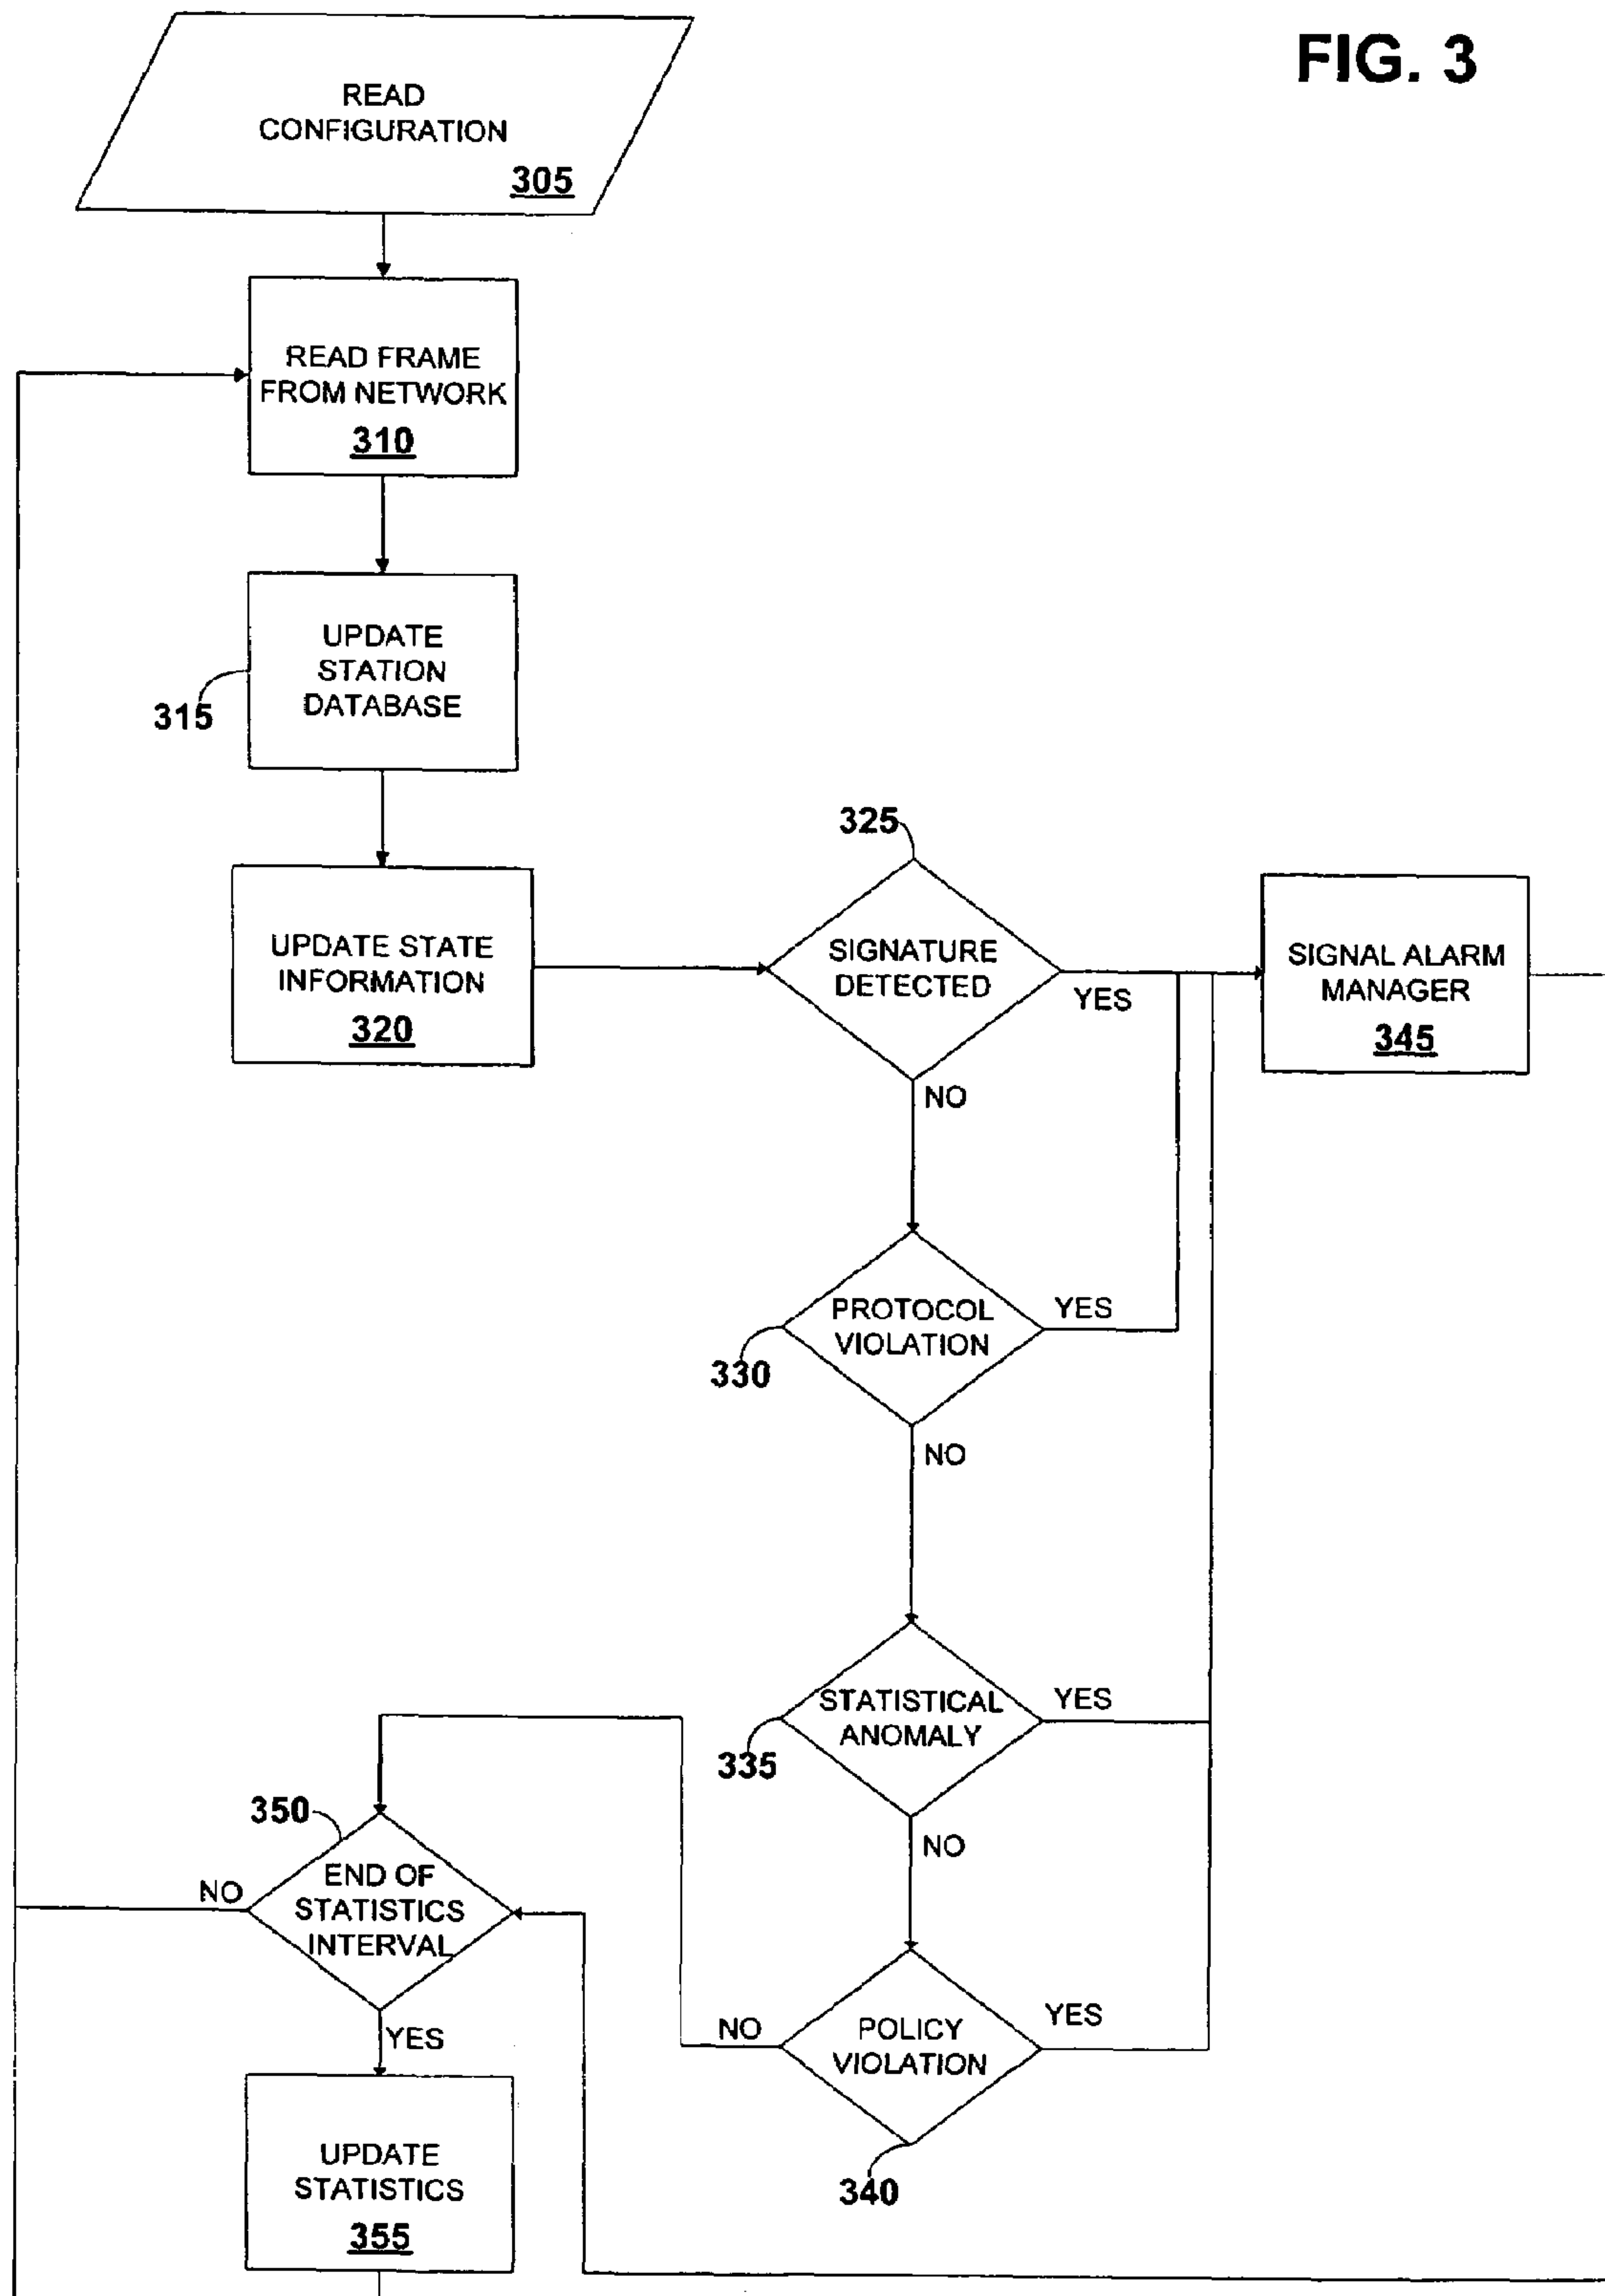 FIG. 3
READ
CONFIGURATION
305
READ FRAME
FROM NETWORK
310
UPDATE
STATION
DATABASE
315
UPDATE STATE
INFORMATION
320
325
SIGNATURE
DETECTED
YES
NO
SIGNAL ALARM
MANAGER
345
PROTOCOL
VIOLATION
YES
330
NO
STATISTICAL
ANOMALY
YES
335
NO
350
END OF
STATISTICS
INTERVAL
NO
YES
POLICY
VIOLATION
YES
NO
340
UPDATE
STATISTICS
355